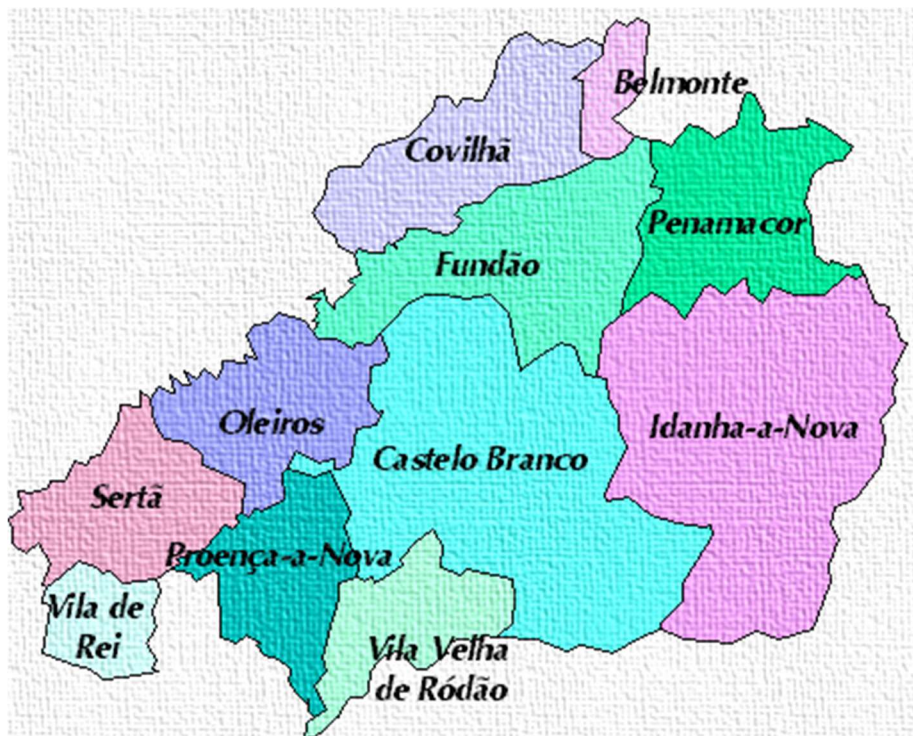 Belmonte
Covilhã
Penamacor
Fundão
Oleiros
Idanha-a-Nova
Castelo Branco
Sertã
Proença-a-Nova
Vila de
Rei
Vila Velha
de Ródão